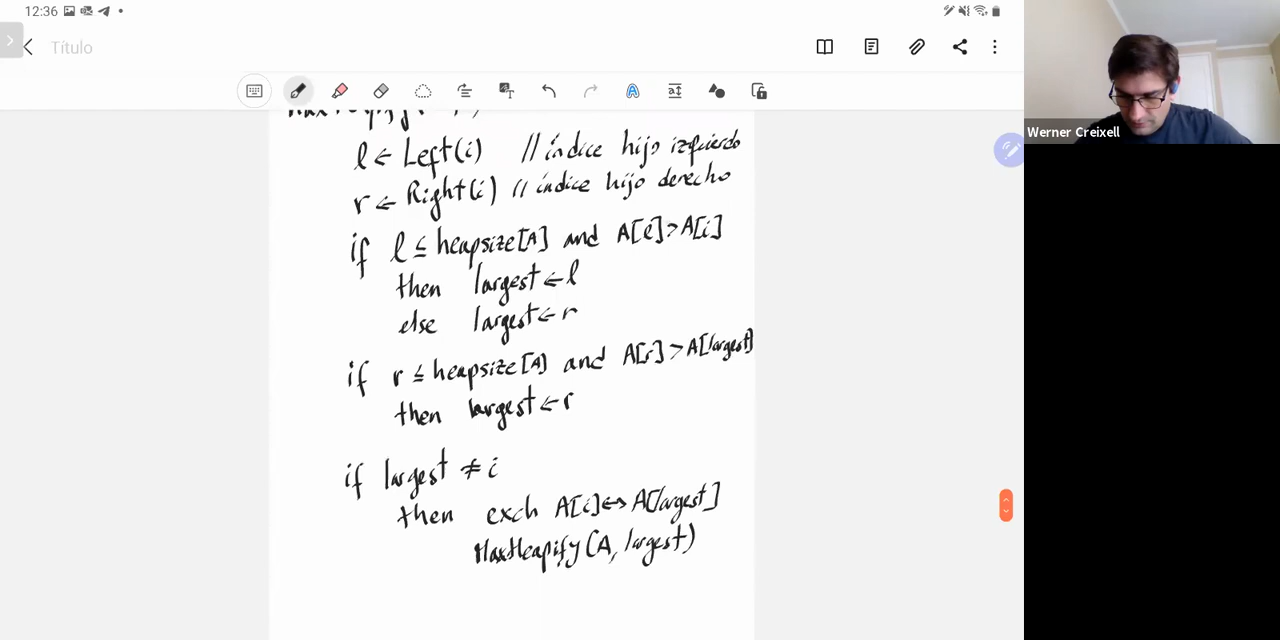 12:36
Título
Werner Creixell
l ← Left(i) // índice hijo izquierdo
r ← Right(i) // índice hijo derecho
if l ≤ heapsize[A] and A[l] > A[i]
then largest ← l
else largest ← r
if r ≤ heapsize[A] and A[r] > A[largest]
then largest ← r
if largest ≠ i
then exch A[i] ↔ A[largest]
MaxHeapify(A, largest)